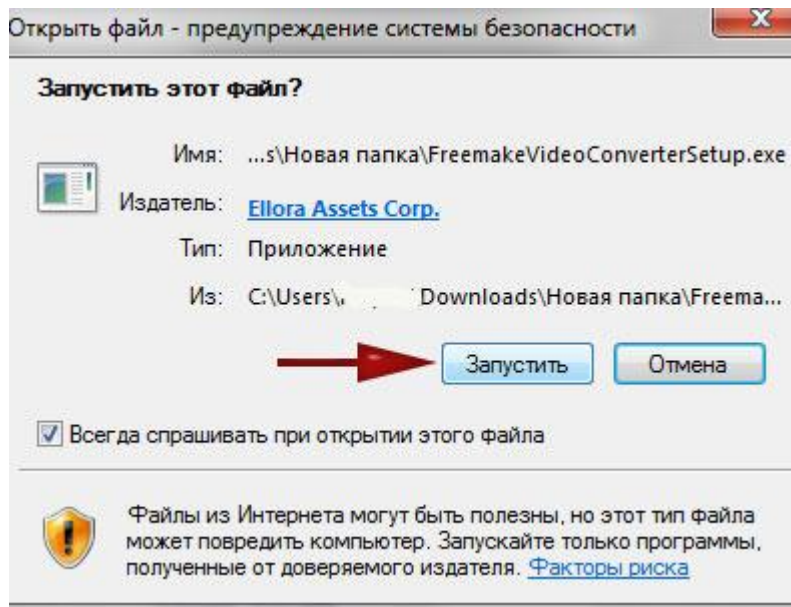 Открыть файл - предупреждение системы безопасности
Запустить этот файл?
Имя: ...s\Новая папка\FreemakeVideoConverterSetup.exe
Издатель: Ellora Assets Corp.
Тип: Приложение
Из: C:\Users\ Downloads\Новая папка\Freema...
Запустить Отмена
Всегда спрашивать при открытии этого файла
Файлы из Интернета могут быть полезны, но этот тип файла
может повредить компьютер. Запускайте только программы,
полученные от доверяемого издателя. Факторы риска